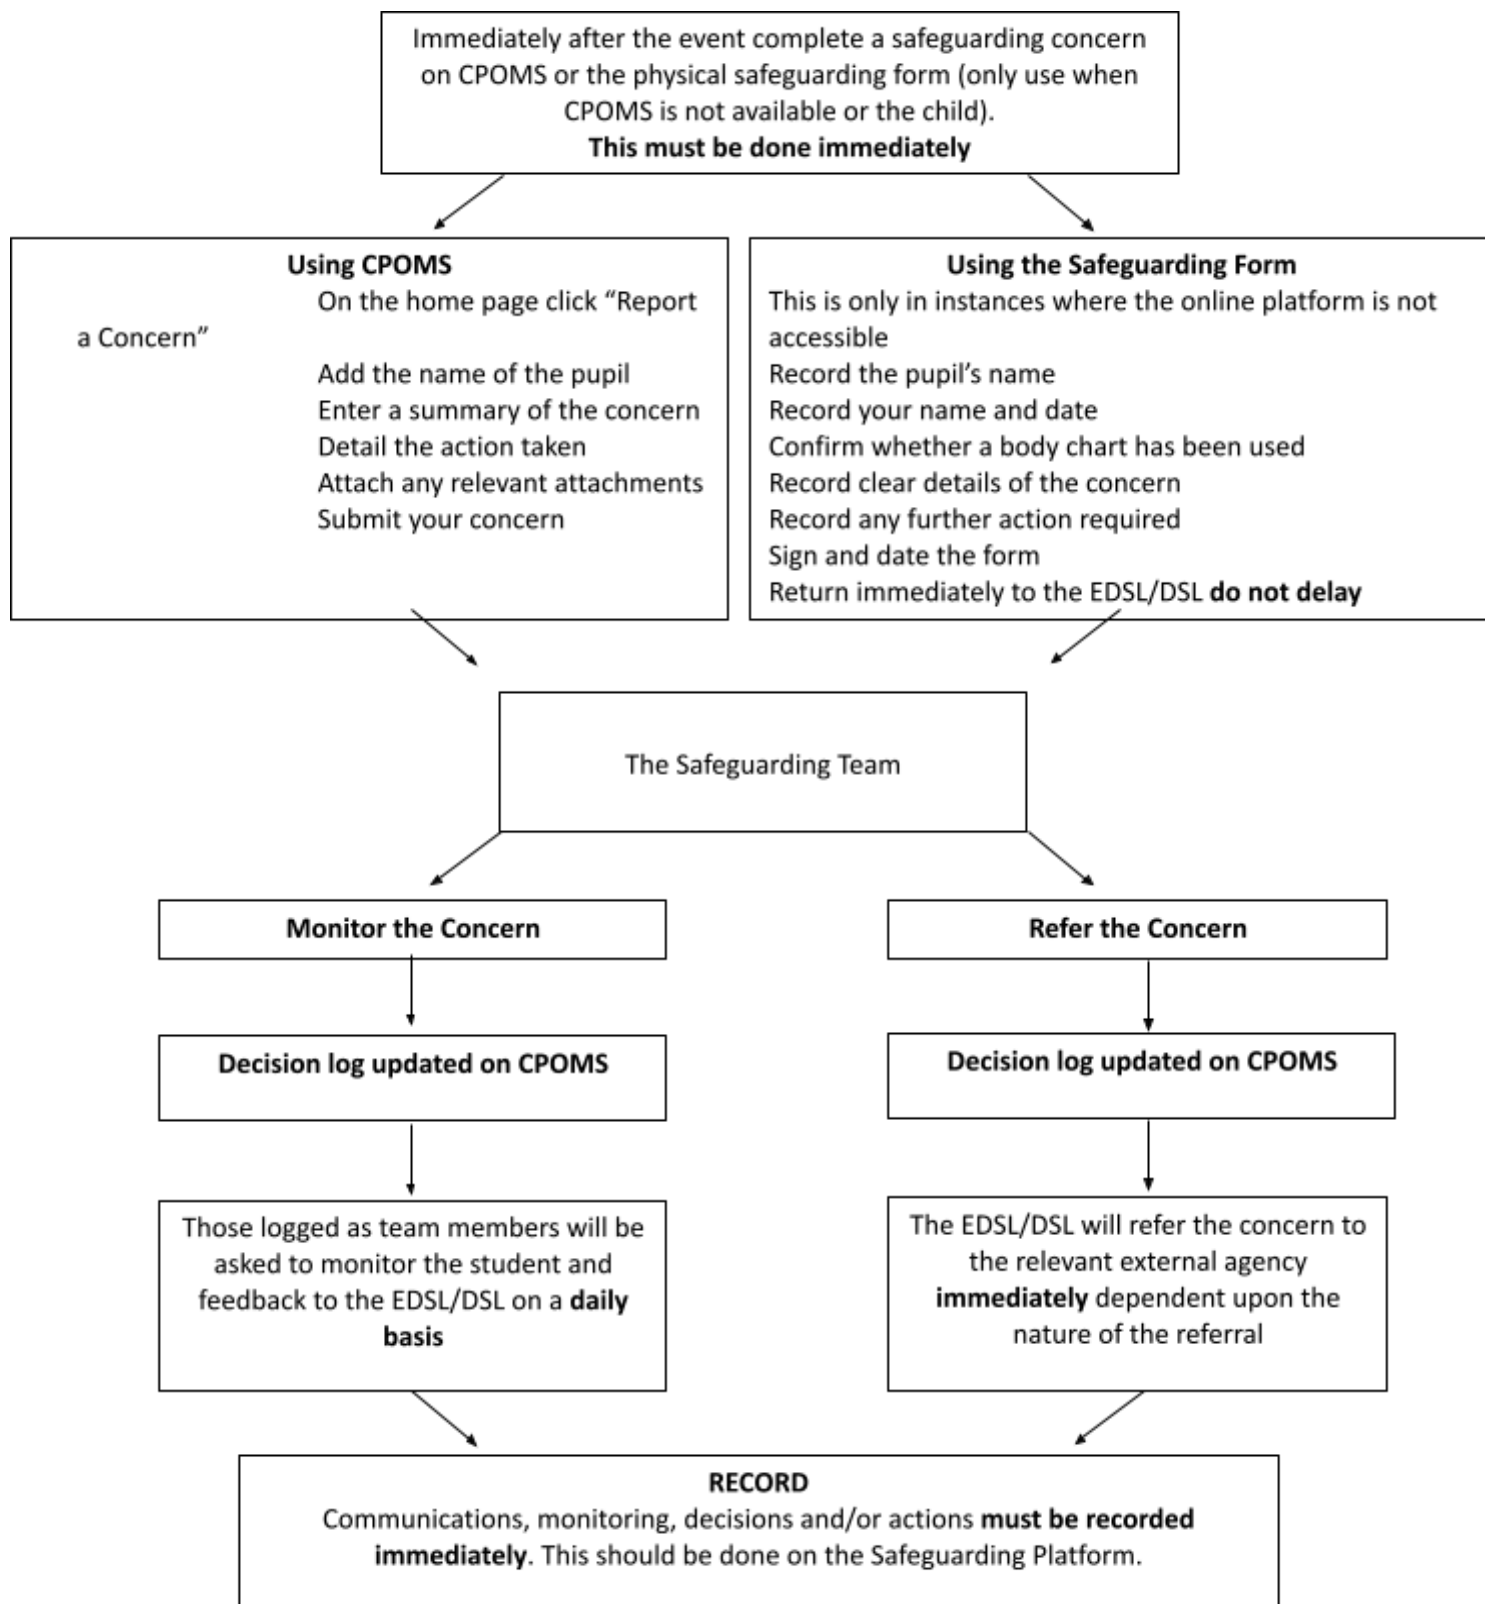 Immediately after the event complete a safeguarding concern
on CPOMS or the physical safeguarding form (only use when
CPOMS is not available or the child).
This must be done immediately
Using CPOMS
On the home page click “Report
a Concern”
Add the name of the pupil
Enter a summary of the concern
Detail the action taken
Attach any relevant attachments
Submit your concern
Using the Safeguarding Form
This is only in instances where the online platform is not
accessible
Record the pupil’s name
Record your name and date
Confirm whether a body chart has been used
Record clear details of the concern
Record any further action required
Sign and date the form
Return immediately to the EDSL/DSL do not delay
The Safeguarding Team
Monitor the Concern
Refer the Concern
Decision log updated on CPOMS
Decision log updated on CPOMS
Those logged as team members will be
asked to monitor the student and
feedback to the EDSL/DSL on a daily
basis
The EDSL/DSL will refer the concern to
the relevant external agency
immediately dependent upon the
nature of the referral
RECORD
Communications, monitoring, decisions and/or actions must be recorded
immediately. This should be done on the Safeguarding Platform.